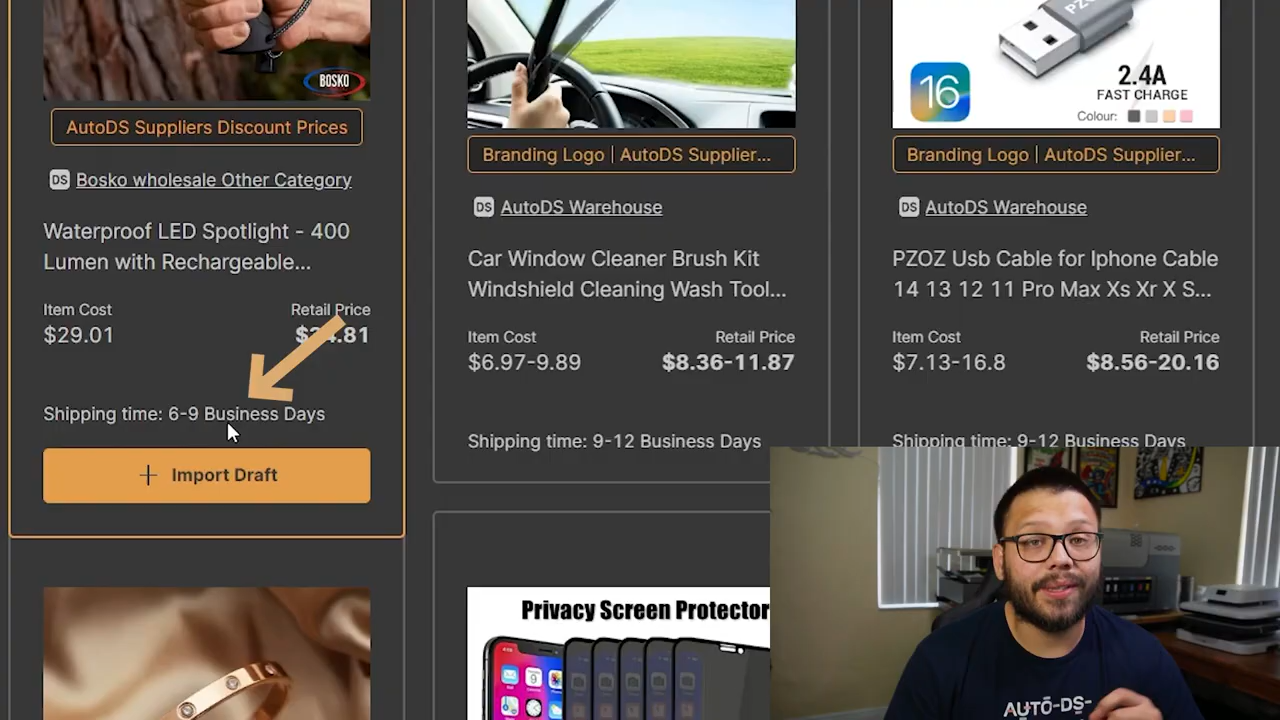 BOSKO
AutoDS Suppliers Discount Prices
DS Bosko wholesale Other Category
Waterproof LED Spotlight - 400
Lumen with Rechargeable...
Item Cost
Retail Price
$29.01
Shipping time: 6-9 Business Days
+ Import Draft
Branding Logo | AutoDS Supplier...
DS AutoDS Warehouse
Car Window Cleaner Brush Kit
Windshield Cleaning Wash Tool...
Item Cost
Retail Price
$6.97-9.89
$8.36-11.87
Shipping time: 9-12 Business Days
Privacy Screen Protector
PZOZ
16
2.4A
FAST CHARGE
Colour:
Branding Logo | AutoDS Supplier...
DS AutoDS Warehouse
PZOZ Usb Cable for Iphone Cable
14 13 12 11 Pro Max Xs Xr X S...
Item Cost
Retail Price
$7.13-16.8
$8.56-20.16
Shipping time: 9-12 Business Days
AUTO-DS-